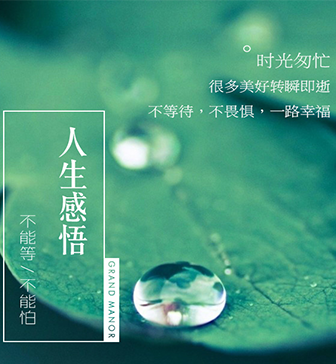 时光匆忙
很多美好转瞬即逝
不等待，不畏惧，一路幸福
人生感悟
不能等/不能怕
GRAND MANOR